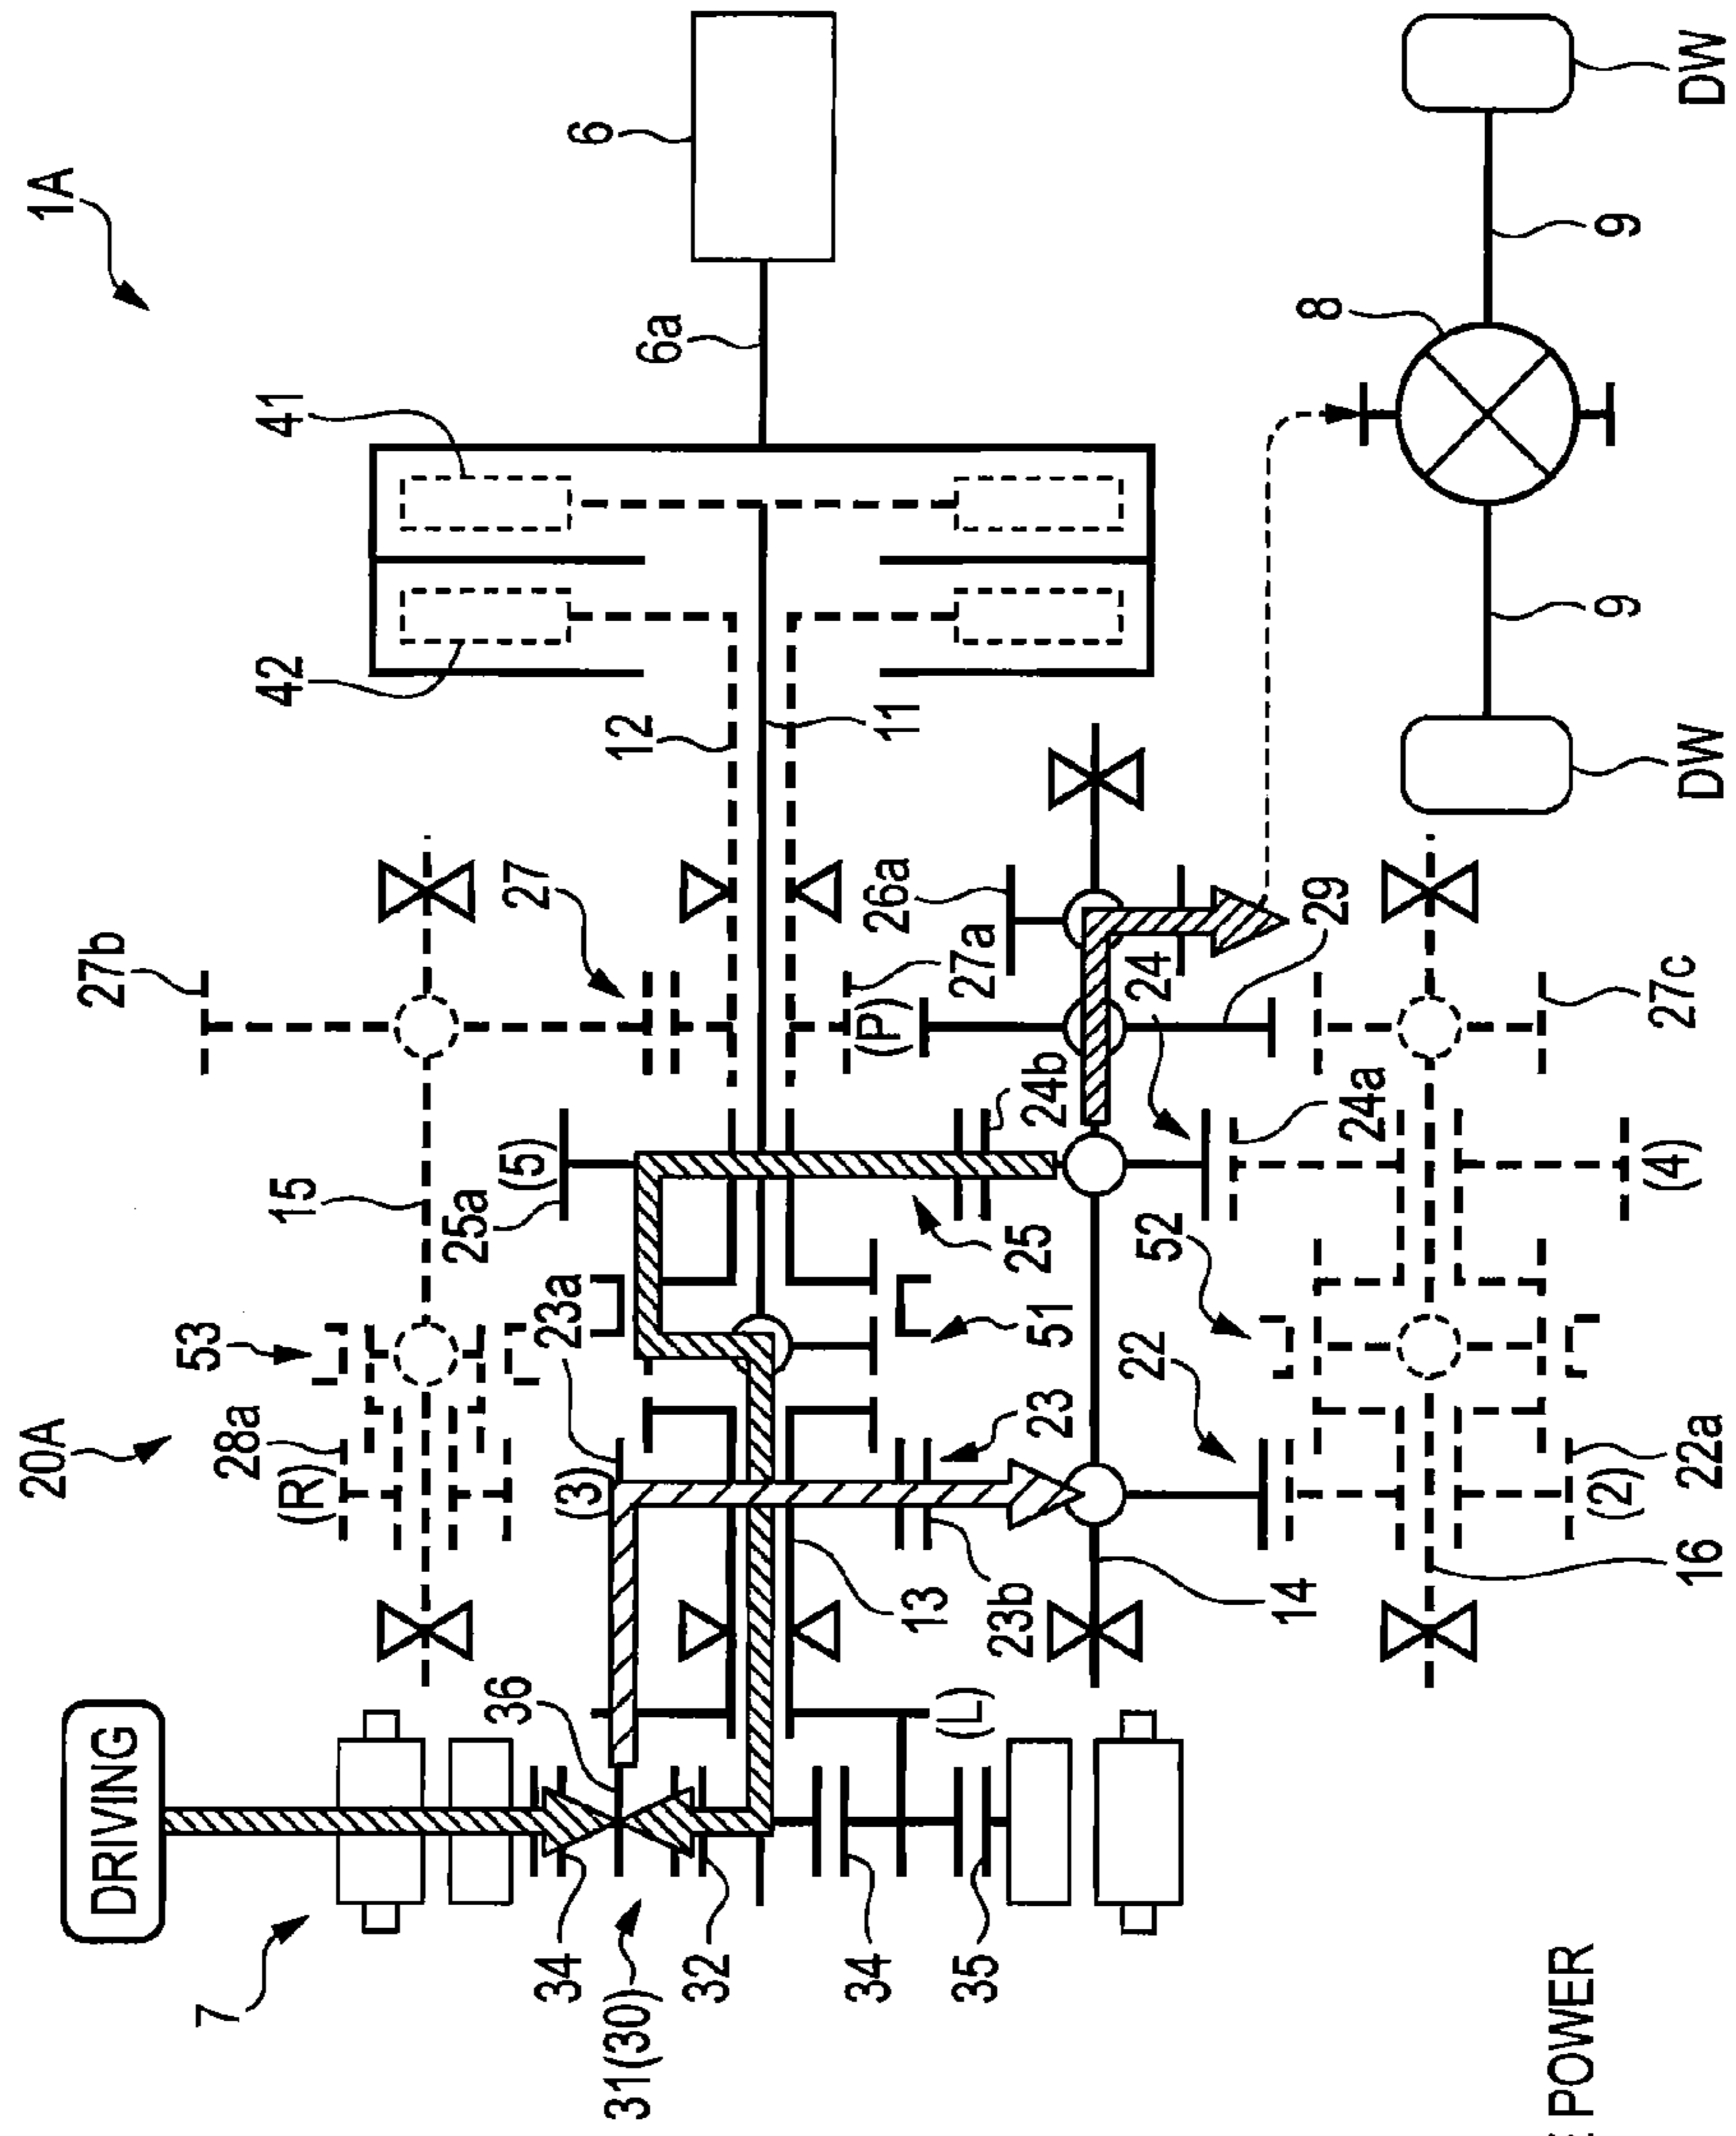 1A
20A
7
DRIVING
53
28a
(R)
15
27b
27
25a
(5)
23a
(3)
36
34
31(30)
32
34
35
(L)
13
23b
23
51
25
24b
(P)
27a
26a
24
29
12
11
42
41
6a
6
14
22
52
24a
27c
(4)
(2)
22a
16
8
9
9
DW
DW
POWER